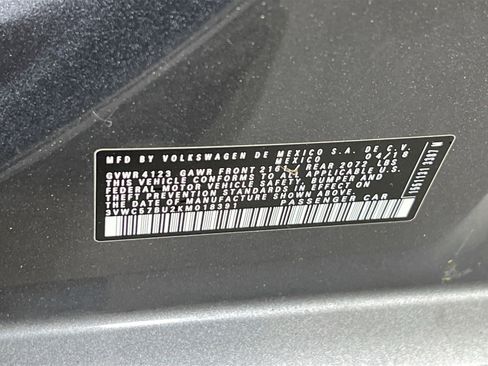 MFD BY VOLKSWAGEN DE MEXICO S.A. DE C.V.
MEXICO 04/18
GVWR 4123 GAWR FRONT 216 REAR 2072 LBS
THIS VEHICLE CONFORMS TO ALL APPLICABLE U.S.
FEDERAL MOTOR VEHICLE SAFETY, BUMPER AND
THEFT PREVENTION STANDARDS IN EFFECT ON
THE DATE OF MANUFACTURE SHOWN ABOVE.
3VWC57BU2KM018391 PASSENGER CAR